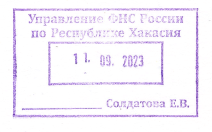 Управление ФНС России
по Республике Хакасия
11. 09. 2023
Солдатова Е.В.